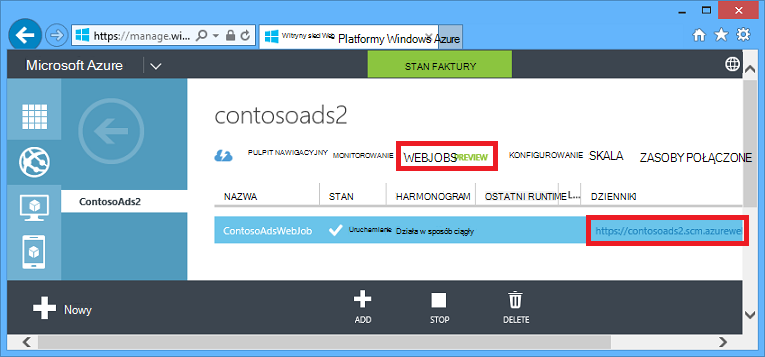 https://manage.wi...
Witryny sieci Web Platformy Windows Azure
Microsoft Azure
STAN FAKTURY
contosoads2
PULPIT NAWIGACYJNY MONITOROWANIE WEBJOBS PREVIEW KONFIGUROWANIE SKALA ZASOBY POŁĄCZONE
ContosoAds2
NAZWA STAN HARMONOGRAM OSTATNI RUNTIME DZIENNIKI
ContosoAdsWebJob Uruchamianie Działa w sposób ciągły https://contosoads2.scm.azurewe
Nowy
ADD STOP DELETE